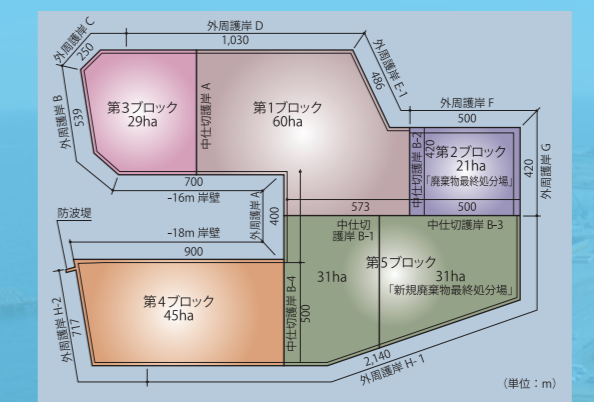 外周護岸 C
250
外周護岸 D
1,030
外周護岸 E-1
486
外周護岸 B
539
第3ブロック
29ha
中仕切護岸 A
第1ブロック
60ha
外周護岸 F
500
中仕切護岸 B-2
420
第2ブロック
21ha
「廃棄物最終処分場」
420
外周護岸 G
700
-16m 岸壁
外周護岸 A
400
573
500
防波堤
-18m 岸壁
900
中仕切
護岸 B-1
中仕切護岸 B-3
第5ブロック
31ha
31ha
「新規廃棄物最終処分場」
第4ブロック
45ha
中仕切護岸 B-4
500
外周護岸 H-2
717
2,140
外周護岸 H-1
（単位：m）